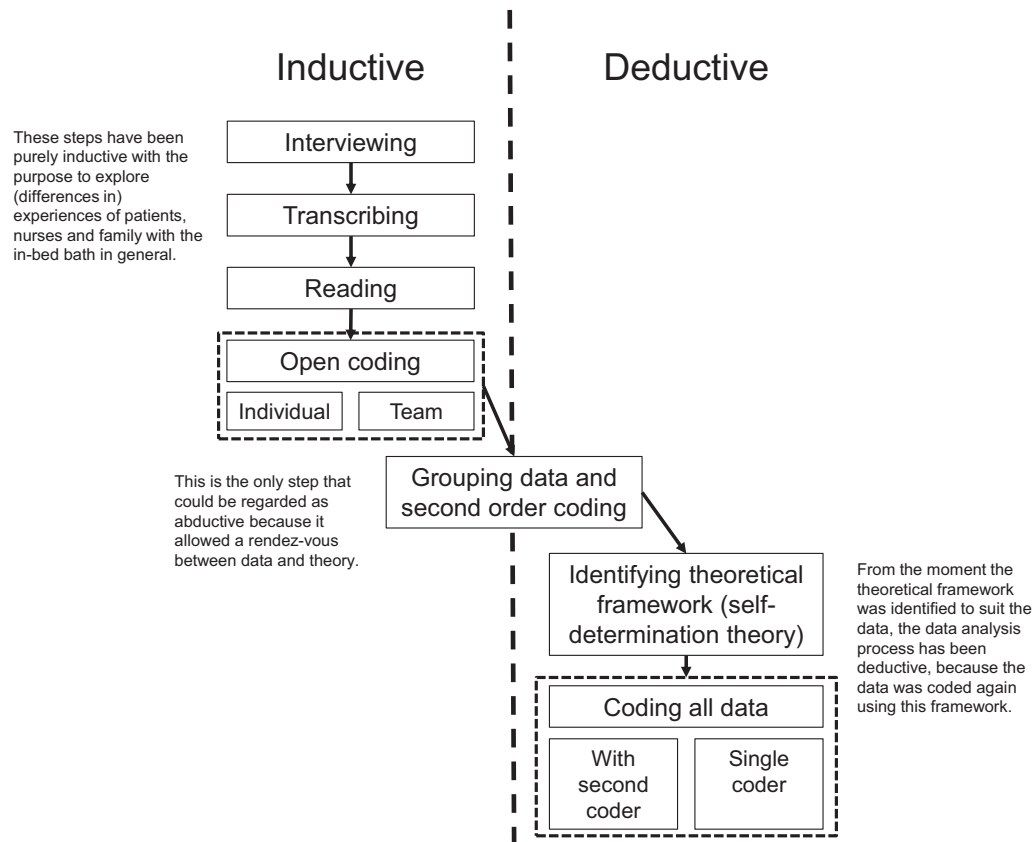 Inductive
Deductive
These steps have been
purely inductive with the
purpose to explore
(differences in)
experiences of patients,
nurses and family with the
in-bed bath in general.
Interviewing
Transcribing
Reading
Open coding
Individual
Team
This is the only step that
could be regarded as
abductive because it
allowed a rendez-vous
between data and theory.
Grouping data and
second order coding
Identifying theoretical
framework (self-
determination theory)
From the moment the
theoretical framework
was identified to suit the
data, the data analysis
process has been
deductive, because the
data was coded again
using this framework.
Coding all data
With
second
coder
Single
coder